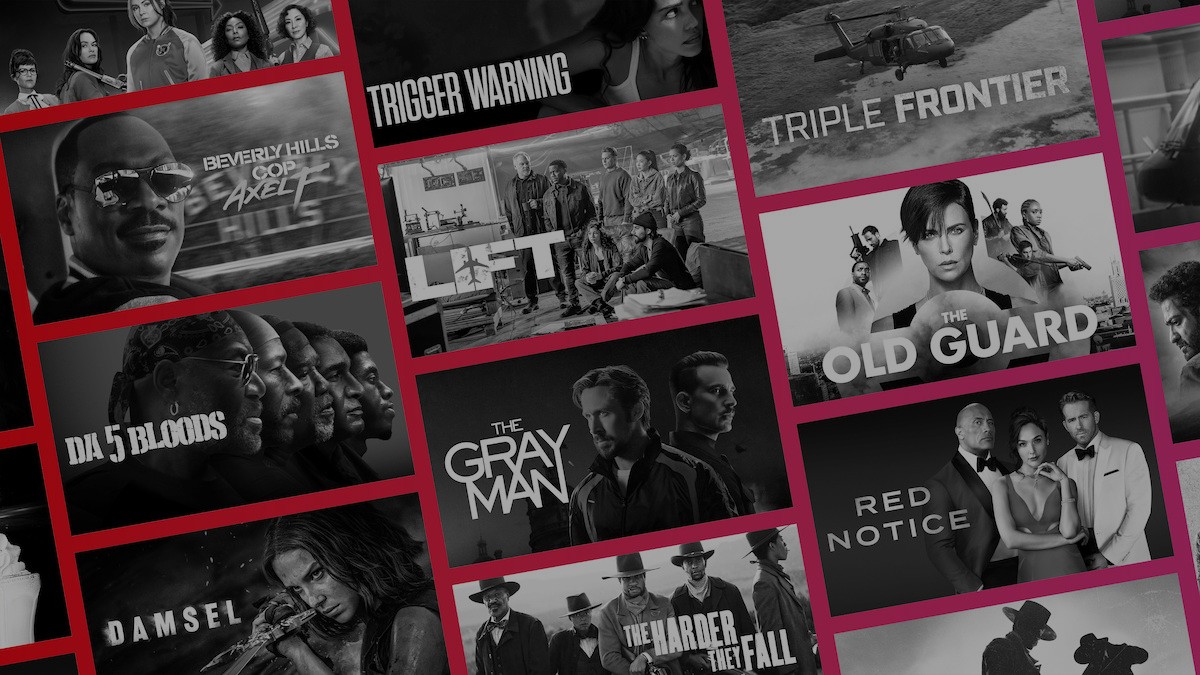 BEVERLY HILLS
COP
AXEL F
DA 5 BLOODS
DAMSEL
TRIGGER WARNING
LIFT
THE
GRAY
MAN
THE HARDER
THEY FALL
TRIPLE FRONTIER
THE
OLD GUARD
RED
NOTICE